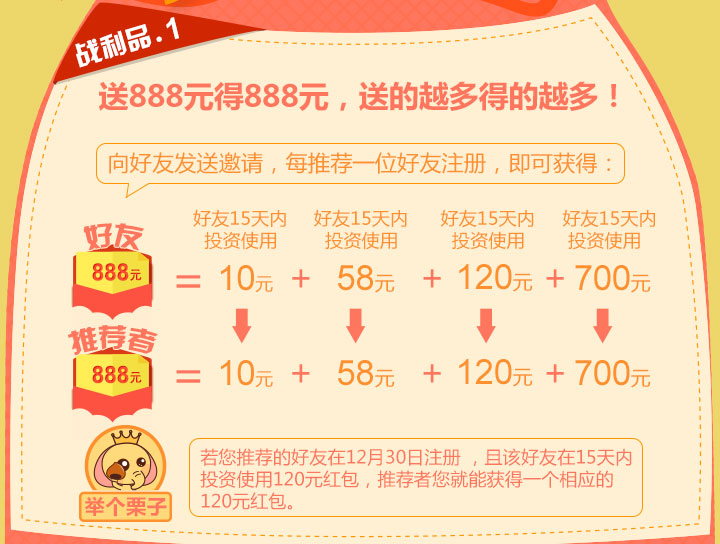 战利品.1
送888元得888元，送的越多得的越多！
向好友发送邀请，每推荐一位好友注册，即可获得：
好友15天内 好友15天内 好友15天内 好友15天内
投资使用 投资使用 投资使用 投资使用
好友
888元 = 10元 + 58元 + 120元 + 700元
推荐者
888元 = 10元 + 58元 + 120元 + 700元
若您推荐的好友在12月30日注册 ，且该好友在15天内
投资使用120元红包，推荐者您就能获得一个相应的
120元红包。
举个栗子